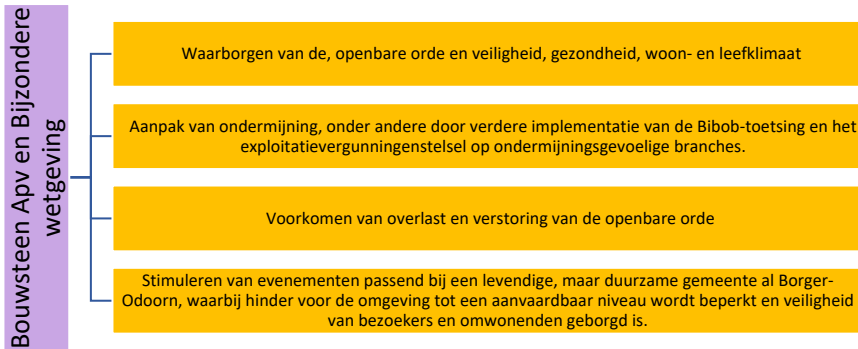 Bouwsteen Apv en Bijzondere
wetgeving
Waarborgen van de, openbare orde en veiligheid, gezondheid, woon- en leefklimaat
Aanpak van ondermijning, onder andere door verdere implementatie van de Bibob-toetsing en het
exploitatievergunningenstelsel op ondermijningsgevoelige branches.
Voorkomen van overlast en verstoring van de openbare orde
Stimuleren van evenementen passend bij een levendige, maar duurzame gemeente al Borger-
Odoorn, waarbij hinder voor de omgeving tot een aanvaardbaar niveau wordt beperkt en veiligheid
van bezoekers en omwonenden geborgd is.